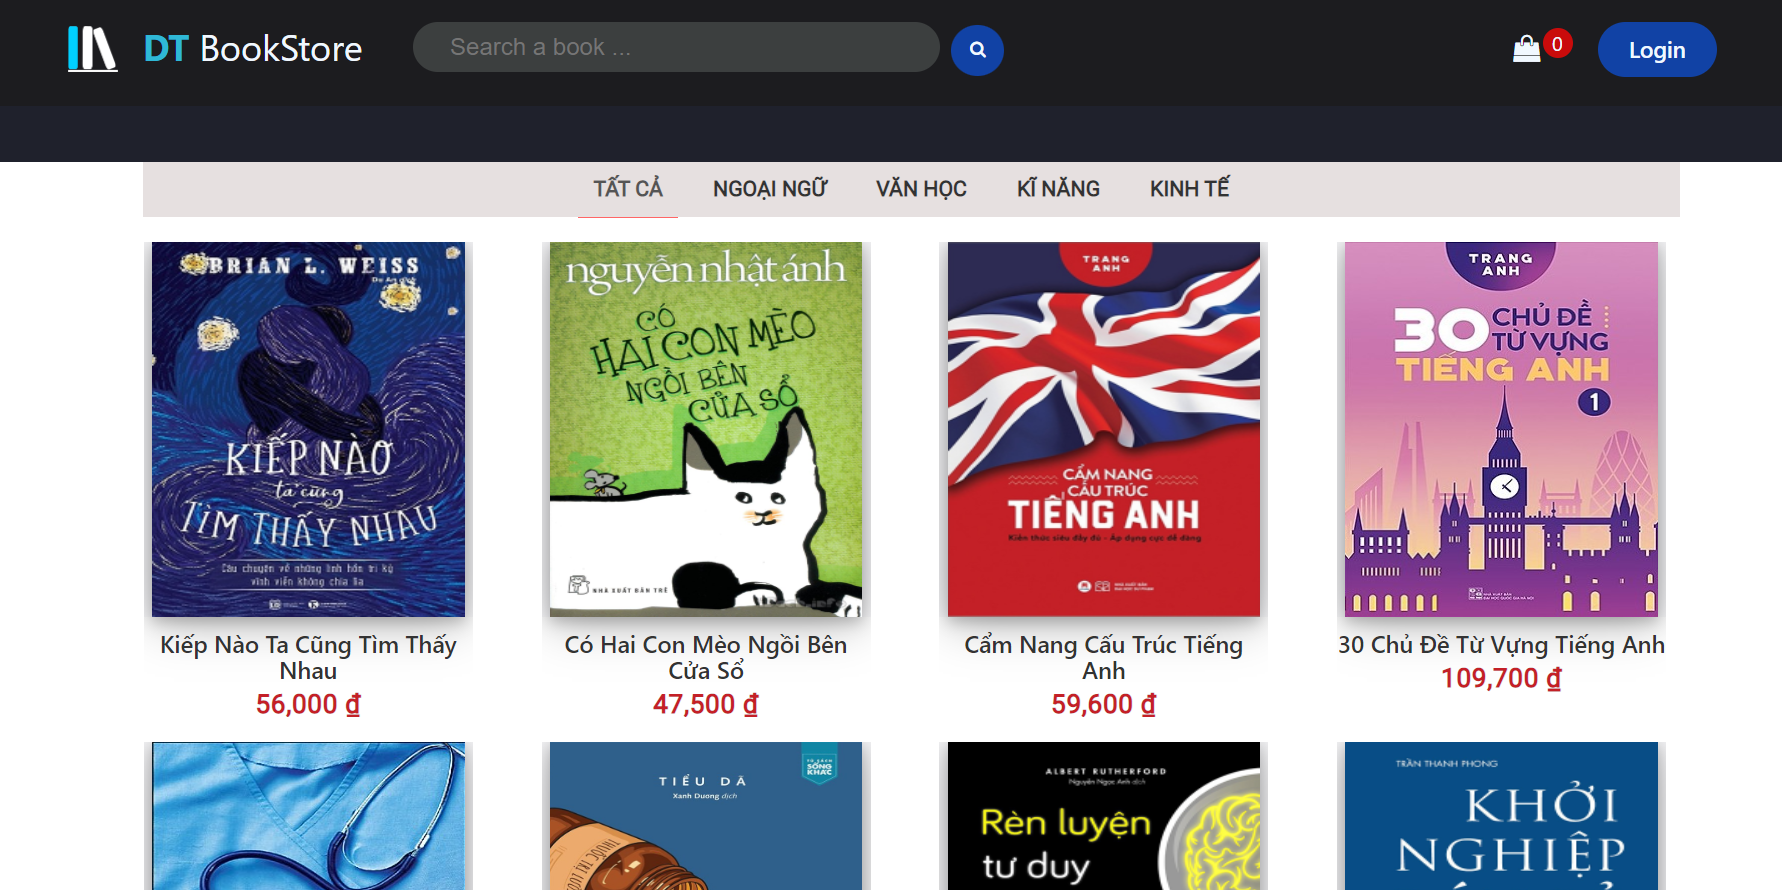 DT BookStore
Search a book ...
0
Login
TẤT CẢ
NGOẠI NGỮ
VĂN HỌC
KĨ NĂNG
KINH TẾ
BRIAN L. WEISS
KIẾP NÀO
ta cũng
TÌM THẤY NHAU
Câu chuyện về những linh hồn tri kỷ
vĩnh viễn không chia lìa
nguyễn nhật ánh
CÓ
HAI CON MÈO
NGỒI BÊN
CỬA SỔ
NHÀ XUẤT BẢN TRẺ
TRANG
ANH
CẨM NANG
CẤU TRÚC
TIẾNG ANH
Kiến thức siêu đầy đủ - Áp dụng cực dễ dàng
TRANG
ANH
30 CHỦ ĐỀ
TỪ VỰNG
TIẾNG ANH
1
Kiếp Nào Ta Cũng Tìm Thấy
Nhau
56,000 ₫
Có Hai Con Mèo Ngồi Bên
Cửa Sổ
47,500 ₫
Cẩm Nang Cấu Trúc Tiếng
Anh
59,600 ₫
30 Chủ Đề Từ Vựng Tiếng Anh
109,700 ₫
TỦ SÁCH
SỐNG
KHÁC
TIỂU DÃ
Xanh Duong dịch
ALBERT RUTHERFORD
Nguyễn Ngọc Anh dịch
Rèn luyện
tư duy
TRẦN THANH PHONG
KHỞI
NGHIỆP